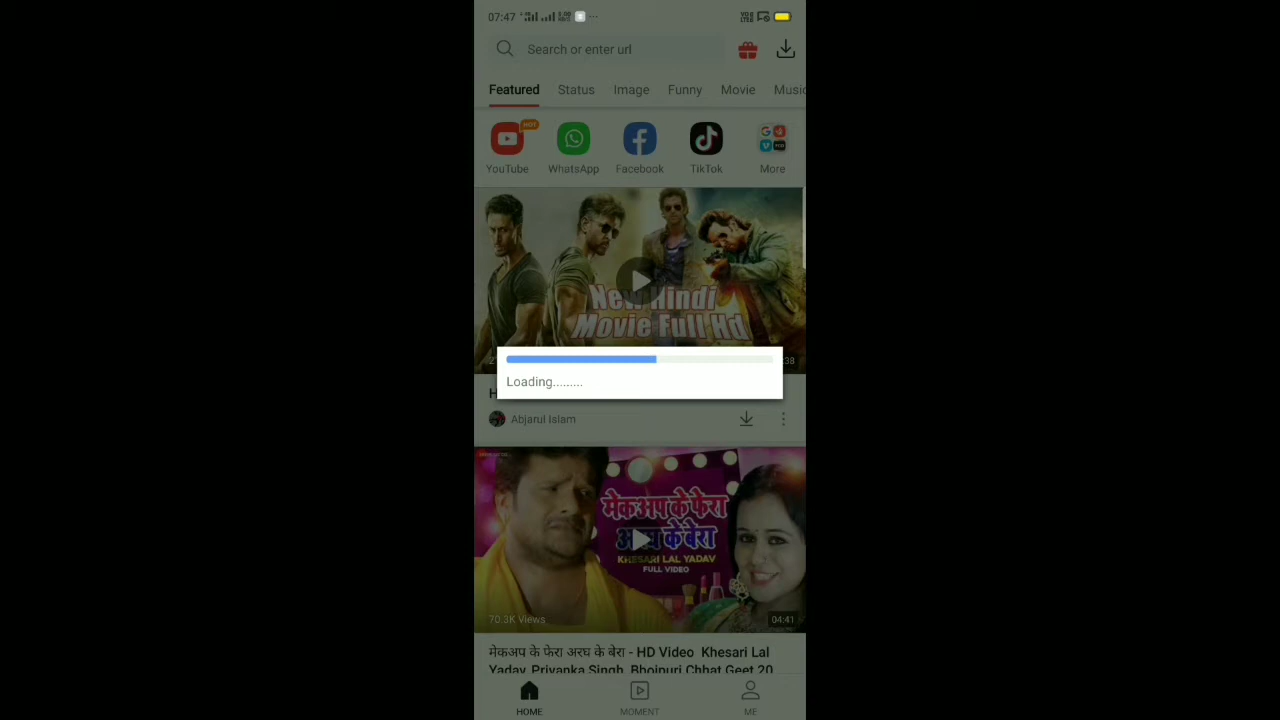 07:47
Search or enter url
Featured Status Image Funny Movie Music
HOT
YouTube WhatsApp Facebook TikTok More
New Hindi
Movie Full Hd
Loading.........
Abjarul Islam
मेकअप के फेरा
अरघ के बेरा
KHESARI LAL YADAV
FULL VIDEO
70.3K Views 04:41
मेकअप के फेरा अरघ के बेरा - HD Video Khesari Lal
Yadav, Priyanka Singh, Bhojpuri Chhat Geet 20
HOME MOMENT ME